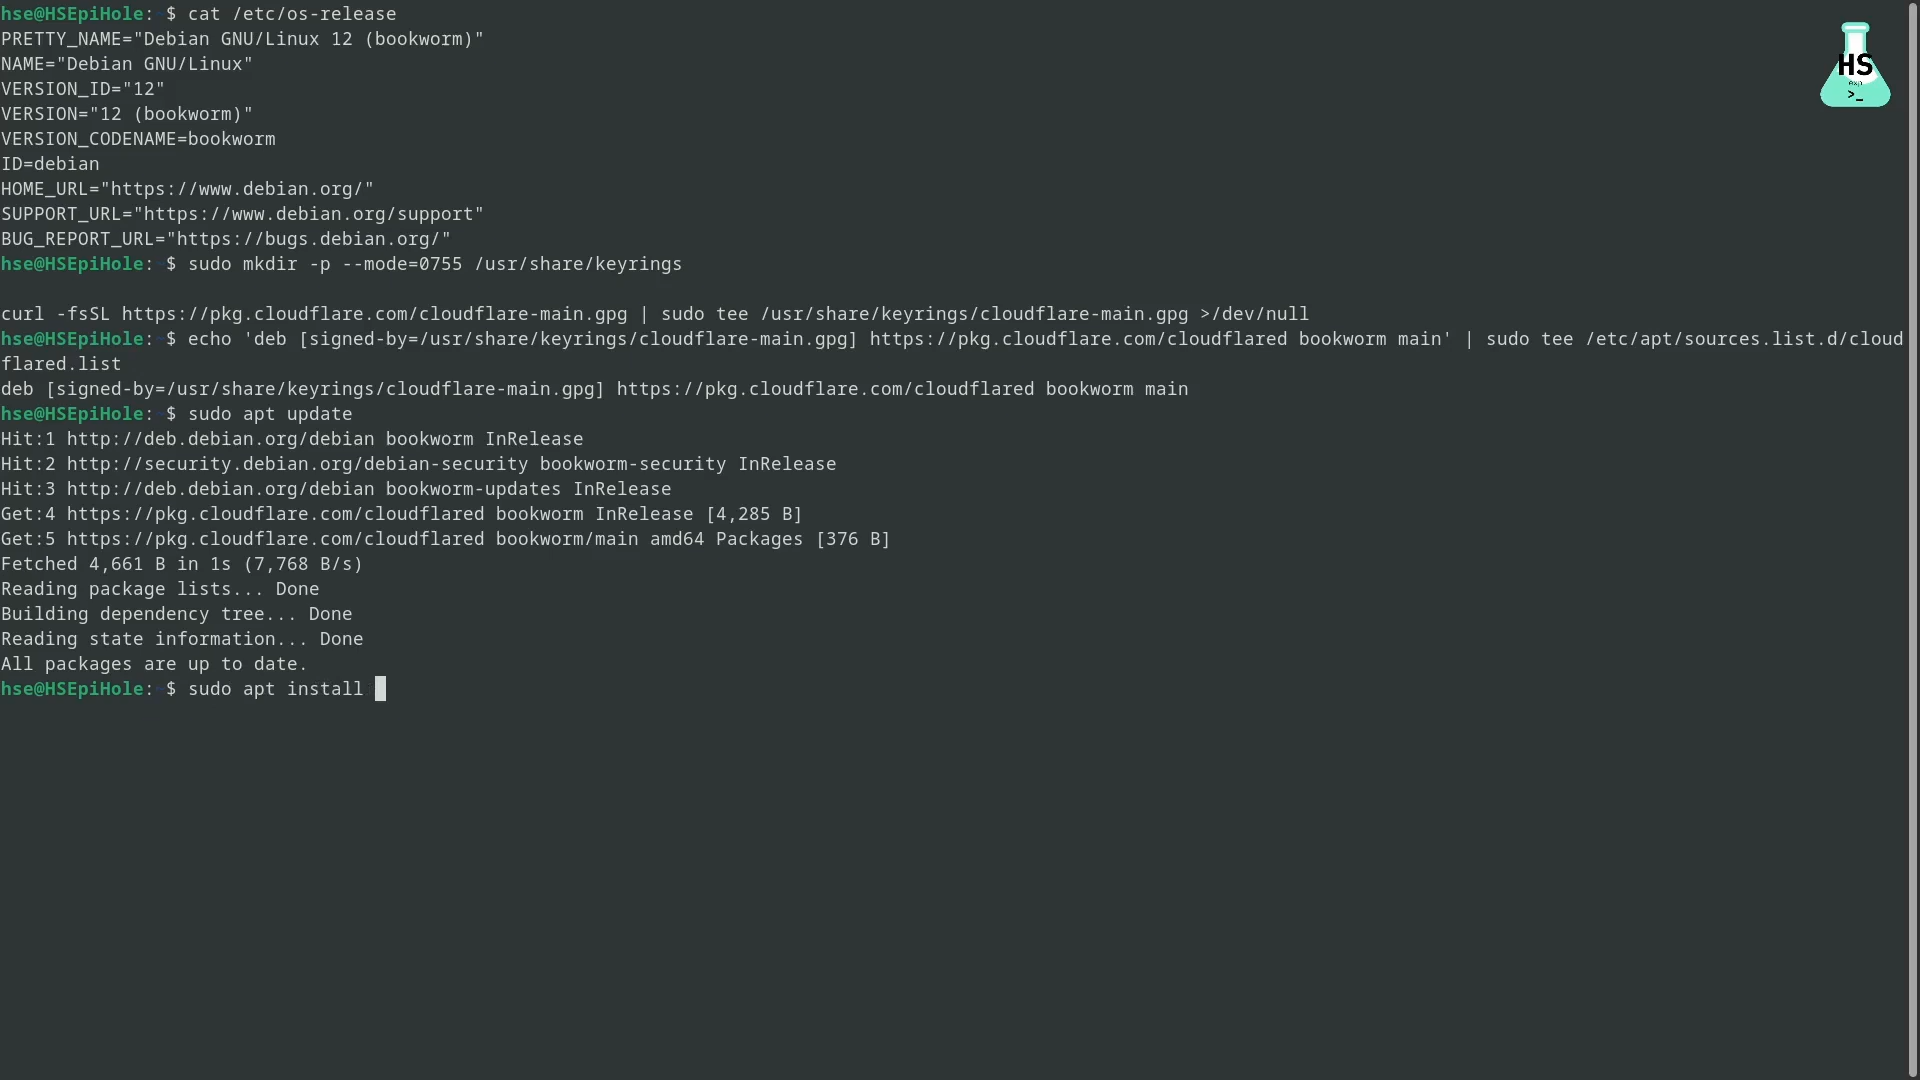 hse@HSEpiHole:~$ cat /etc/os-release
PRETTY_NAME="Debian GNU/Linux 12 (bookworm)"
NAME="Debian GNU/Linux"
VERSION_ID="12"
VERSION="12 (bookworm)"
VERSION_CODENAME=bookworm
ID=debian
HOME_URL="https://www.debian.org/"
SUPPORT_URL="https://www.debian.org/support"
BUG_REPORT_URL="https://bugs.debian.org/"
hse@HSEpiHole:~$ sudo mkdir -p --mode=0755 /usr/share/keyrings
curl -fsSL https://pkg.cloudflare.com/cloudflare-main.gpg | sudo tee /usr/share/keyrings/cloudflare-main.gpg >/dev/null
hse@HSEpiHole:~$ echo 'deb [signed-by=/usr/share/keyrings/cloudflare-main.gpg] https://pkg.cloudflare.com/cloudflared bookworm main' | sudo tee /etc/apt/sources.list.d/cloud
flared.list
deb [signed-by=/usr/share/keyrings/cloudflare-main.gpg] https://pkg.cloudflare.com/cloudflared bookworm main
hse@HSEpiHole:~$ sudo apt update
Hit:1 http://deb.debian.org/debian bookworm InRelease
Hit:2 http://security.debian.org/debian-security bookworm-security InRelease
Hit:3 http://deb.debian.org/debian bookworm-updates InRelease
Get:4 https://pkg.cloudflare.com/cloudflared bookworm InRelease [4,285 B]
Get:5 https://pkg.cloudflare.com/cloudflared bookworm/main amd64 Packages [376 B]
Fetched 4,661 B in 1s (7,768 B/s)
Reading package lists... Done
Building dependency tree... Done
Reading state information... Done
All packages are up to date.
hse@HSEpiHole:~$ sudo apt install
HS
exp
>_